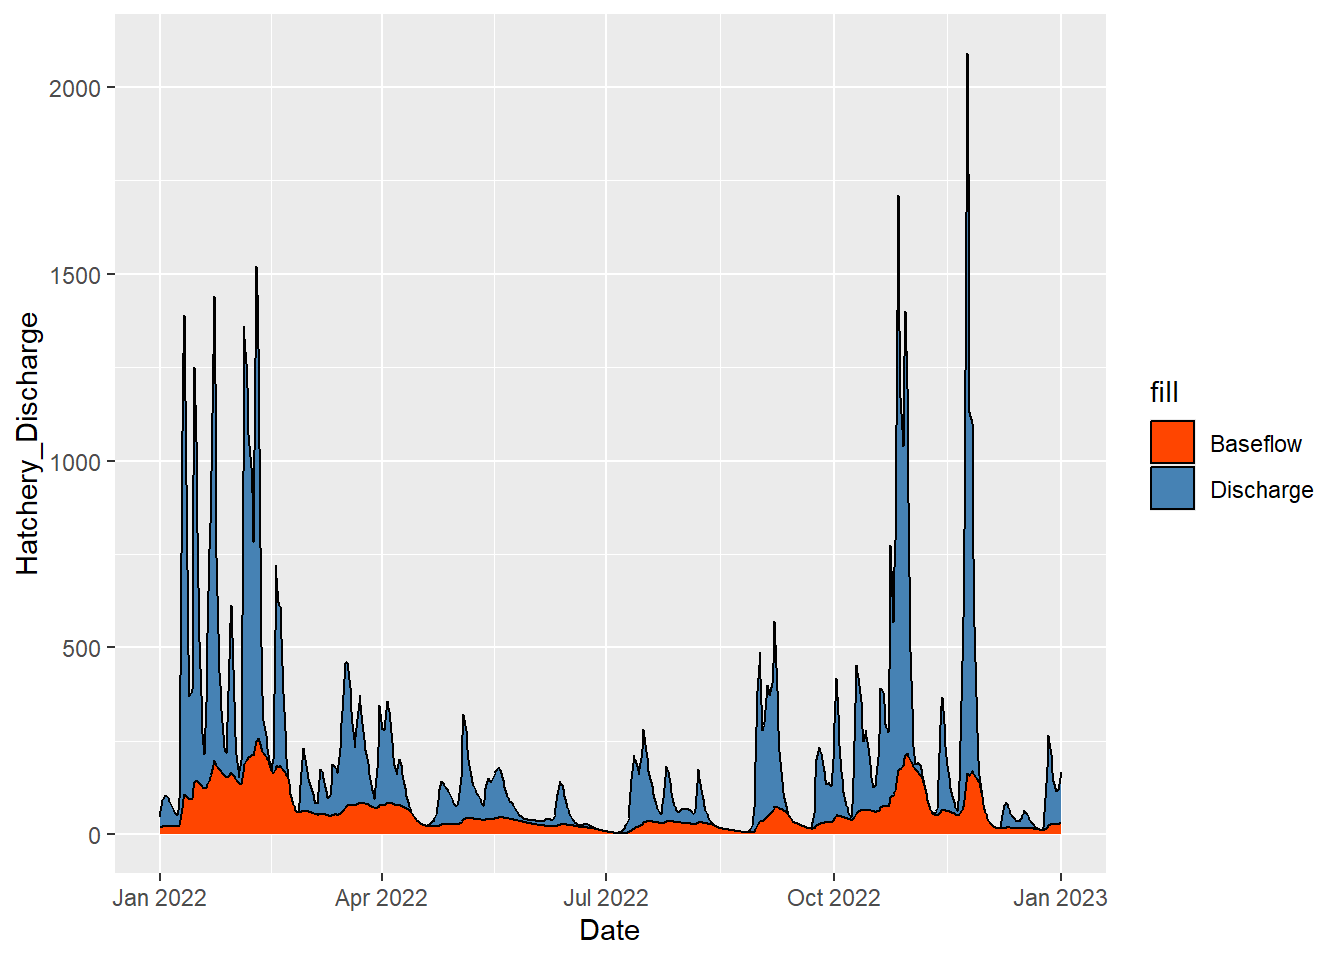 2000
1500
1000
500
0
Hatchery_Discharge
Jan 2022
Apr 2022
Jul 2022
Oct 2022
Jan 2023
Date
fill
Baseflow
Discharge